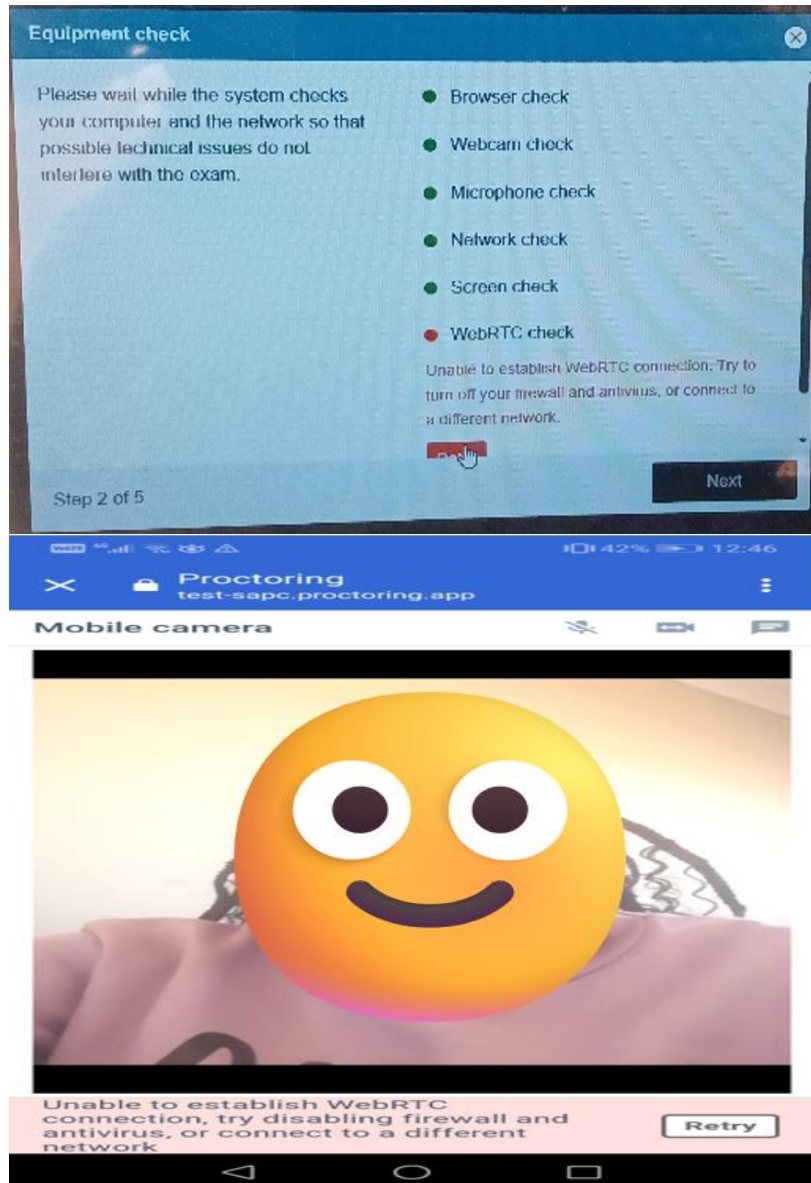 Equipment check
Please wait while the system checks
your computer and the network so that
possible technical issues do not
interfere with the exam.
Browser check
Webcam check
Microphone check
Network check
Screen check
WebRTC check
Unable to establish WebRTC connection. Try to
turn off your firewall and antivirus, or connect to
a different network.
Step 2 of 5
Next
42%
12:46
Proctoring
test-sapc.proctoring.app
Mobile camera
Unable to establish WebRTC
connection, try disabling firewall and
antivirus, or connect to a different
network
Retry